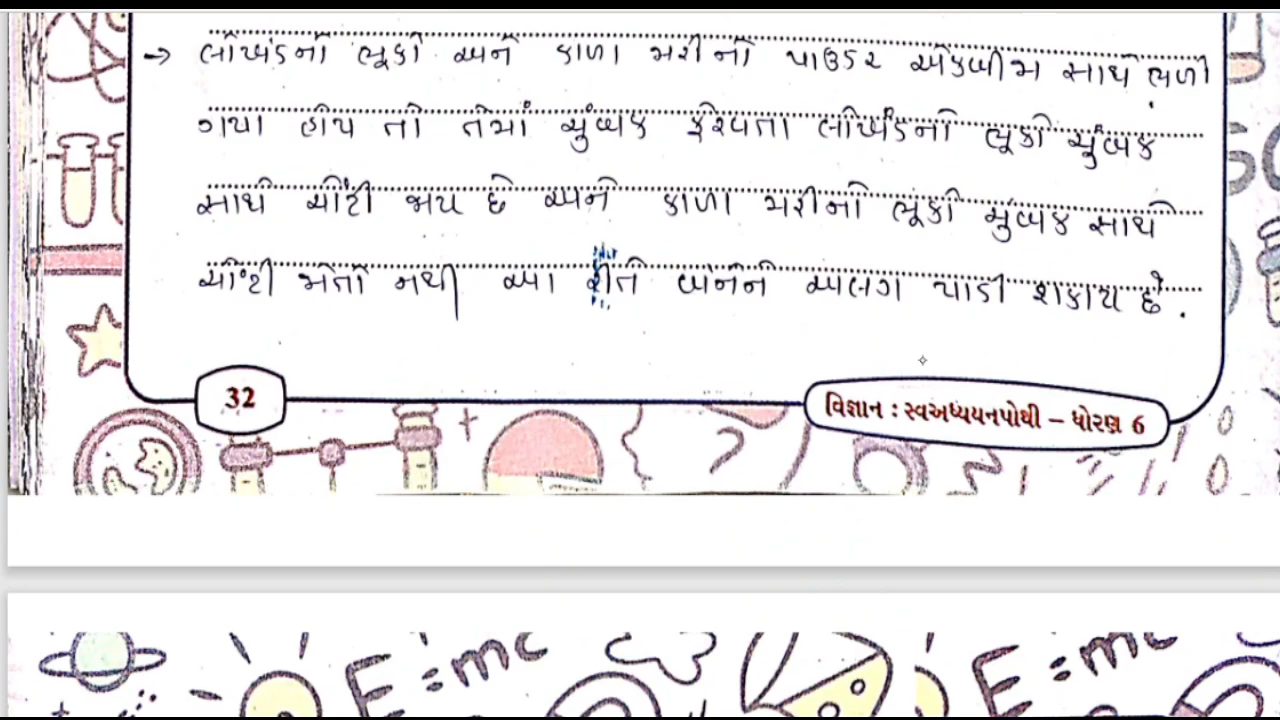 → લોખંડનો ભૂકો અને કાળા મરીનો પાઉડર એકબીજા સાથે ભળી
ગયા હોય તો તેમાં ચુંબક ફેરવતા લોખંડનો ભૂકો ચુંબક
સાથે ચોંટી જાય છે અને કાળા મરીનો ભૂકો ચુંબક સાથે
ચોંટી જતો નથી આ રીતે બંનેને અલગ પાડી શકાય છે.
32
વિજ્ઞાન : સ્વઅધ્યયનપોથી – ધોરણ 6
E=mc
E=mc